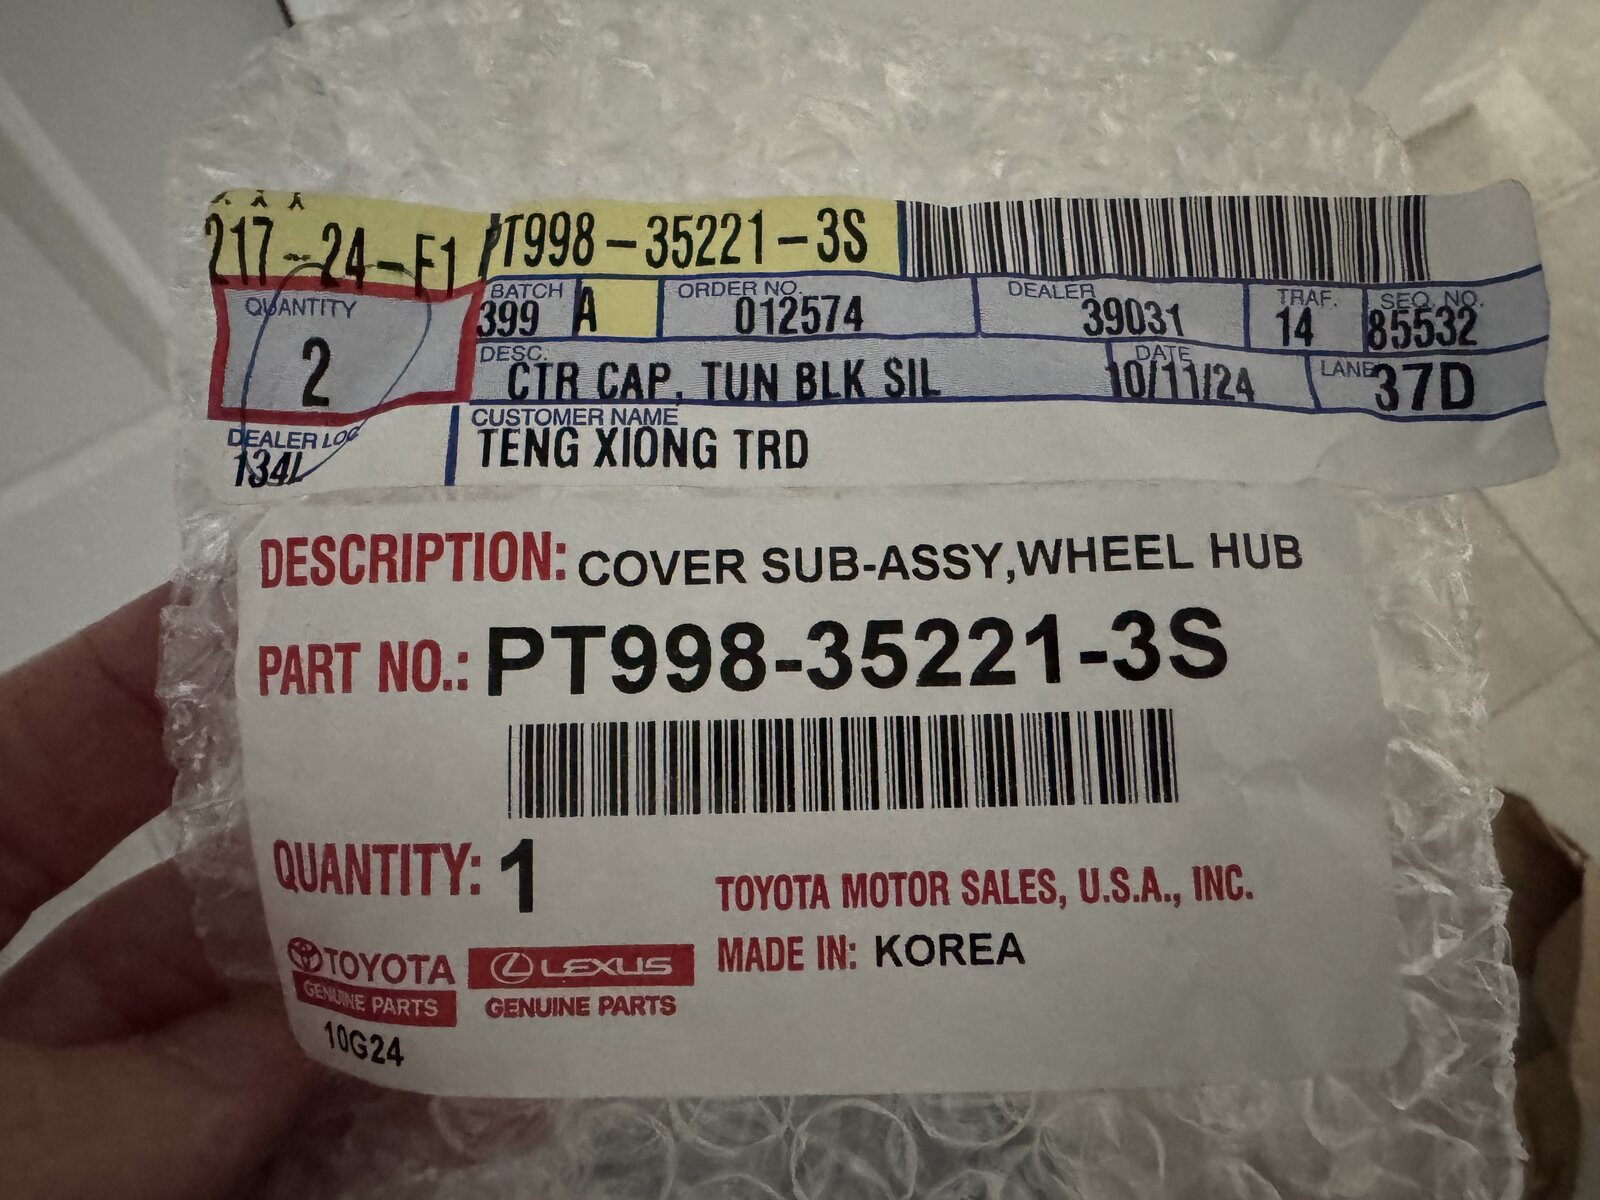 217-24-F1 PT998-35221-3S
QUANTITY 2
BATCH 399 A ORDER NO. 012574 DEALER 39031 TRAF. 14 SEQ. NO. 85532
DESC. CTR CAP, TUN BLK SIL DATE 10/11/24 LANE 37D
DEALER LOC 134L
CUSTOMER NAME
TENG XIONG TRD
DESCRIPTION: COVER SUB-ASSY,WHEEL HUB
PART NO.: PT998-35221-3S
QUANTITY: 1
TOYOTA MOTOR SALES, U.S.A., INC.
MADE IN: KOREA
TOYOTA
GENUINE PARTS
LEXUS
GENUINE PARTS
10G24